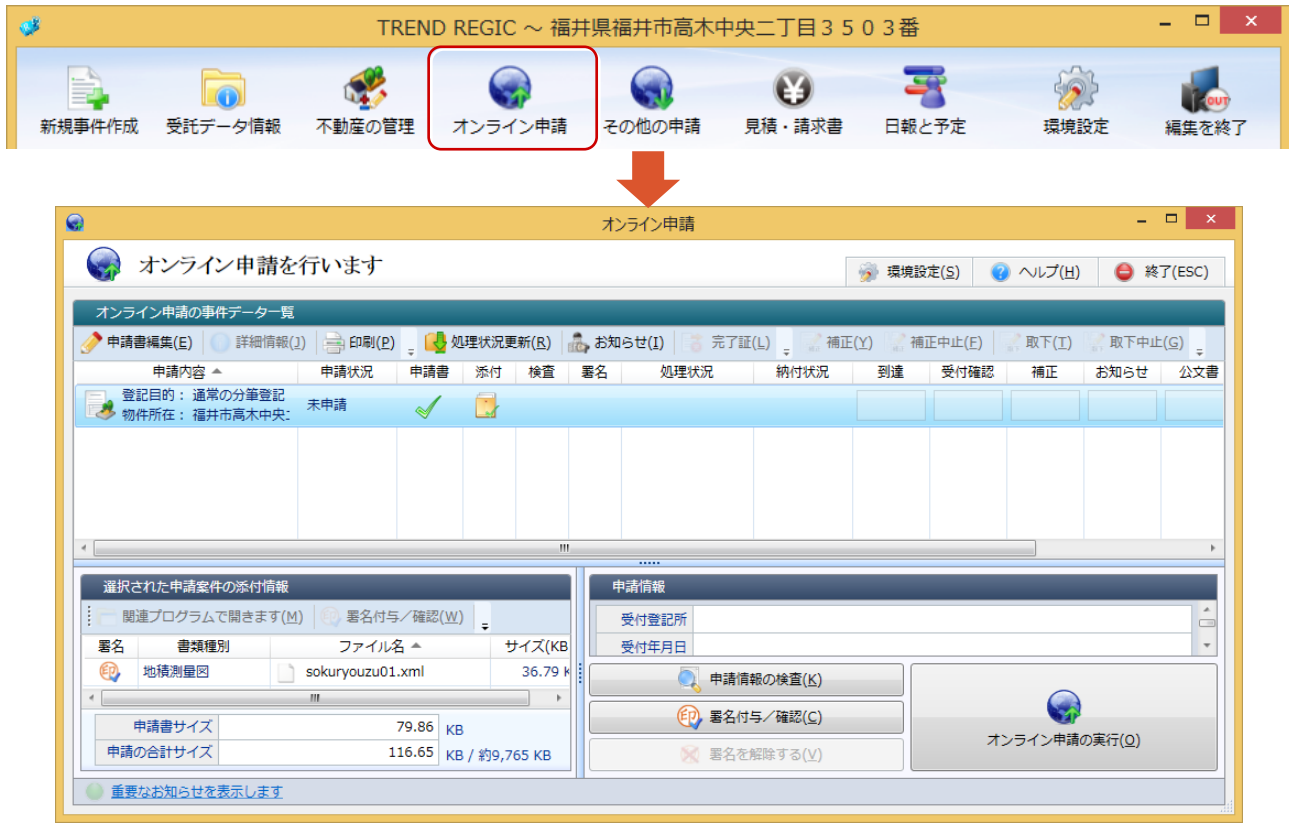 TREND REGIC ～ 福井県福井市高木中央二丁目３５０３番
新規事件作成 受託データ情報 不動産の管理 オンライン申請 その他の申請 見積・請求書 日報と予定 環境設定 編集を終了
オンライン申請
オンライン申請を行います
環境設定(S) ヘルプ(H) 終了(ESC)
オンライン申請の事件データ一覧
申請書編集(E) 詳細情報(J) 印刷(P) 処理状況更新(R) お知らせ(I) 完了証(L) 補正(Y) 補正中止(F) 取下(T) 取下中止(G)
申請内容 申請状況 申請書 添付 検査 署名 処理状況 納付状況 到達 受付確認 補正 お知らせ 公文書
登記目的： 通常の分筆登記
物件所在： 福井市高木中央二
未申請
選択された申請案件の添付情報
関連プログラムで開きます(M) 署名付与／確認(W)
署名 書類種別 ファイル名 サイズ(KB
印 地積測量図 sokuryouzu01.xml 36.79 K
申請書サイズ 79.86 KB
申請の合計サイズ 116.65 KB / 約9,765 KB
申請情報
受付登記所
受付年月日
申請情報の検査(K)
印 署名付与／確認(C)
署名を解除する(V)
オンライン申請の実行(O)
重要なお知らせを表示します